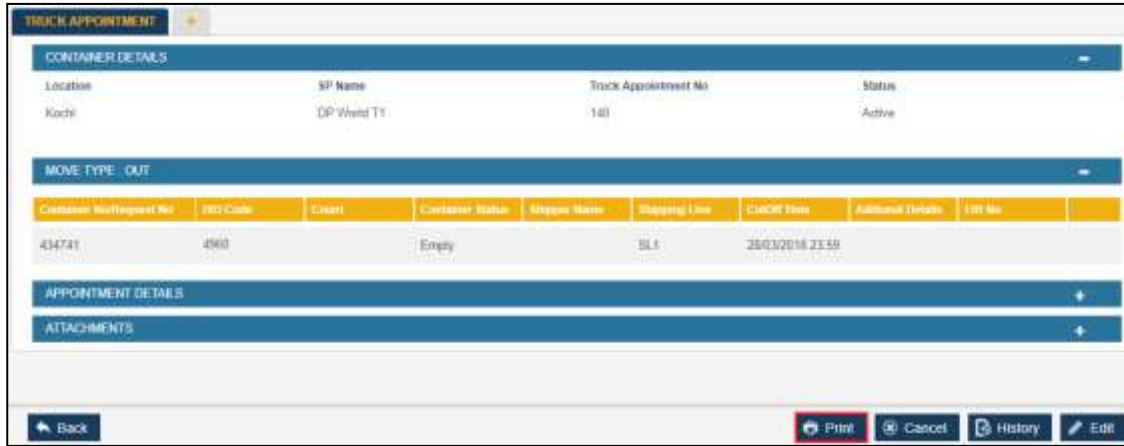 TRUCK APPOINTMENT +
CONTAINER DETAILS -
Location SP Name Truck Appointment No Status
Kochi DP World T1 140 Active
MOVE TYPE : OUT -
Container No/Request No ISO Code Count Container Status Shipper Name Shipping Line CutOff Time Additional Details EIR No
434741 4560 Empty SL1 28/03/2018 23:59
APPOINTMENT DETAILS +
ATTACHMENTS +
Back Print Cancel History Edit